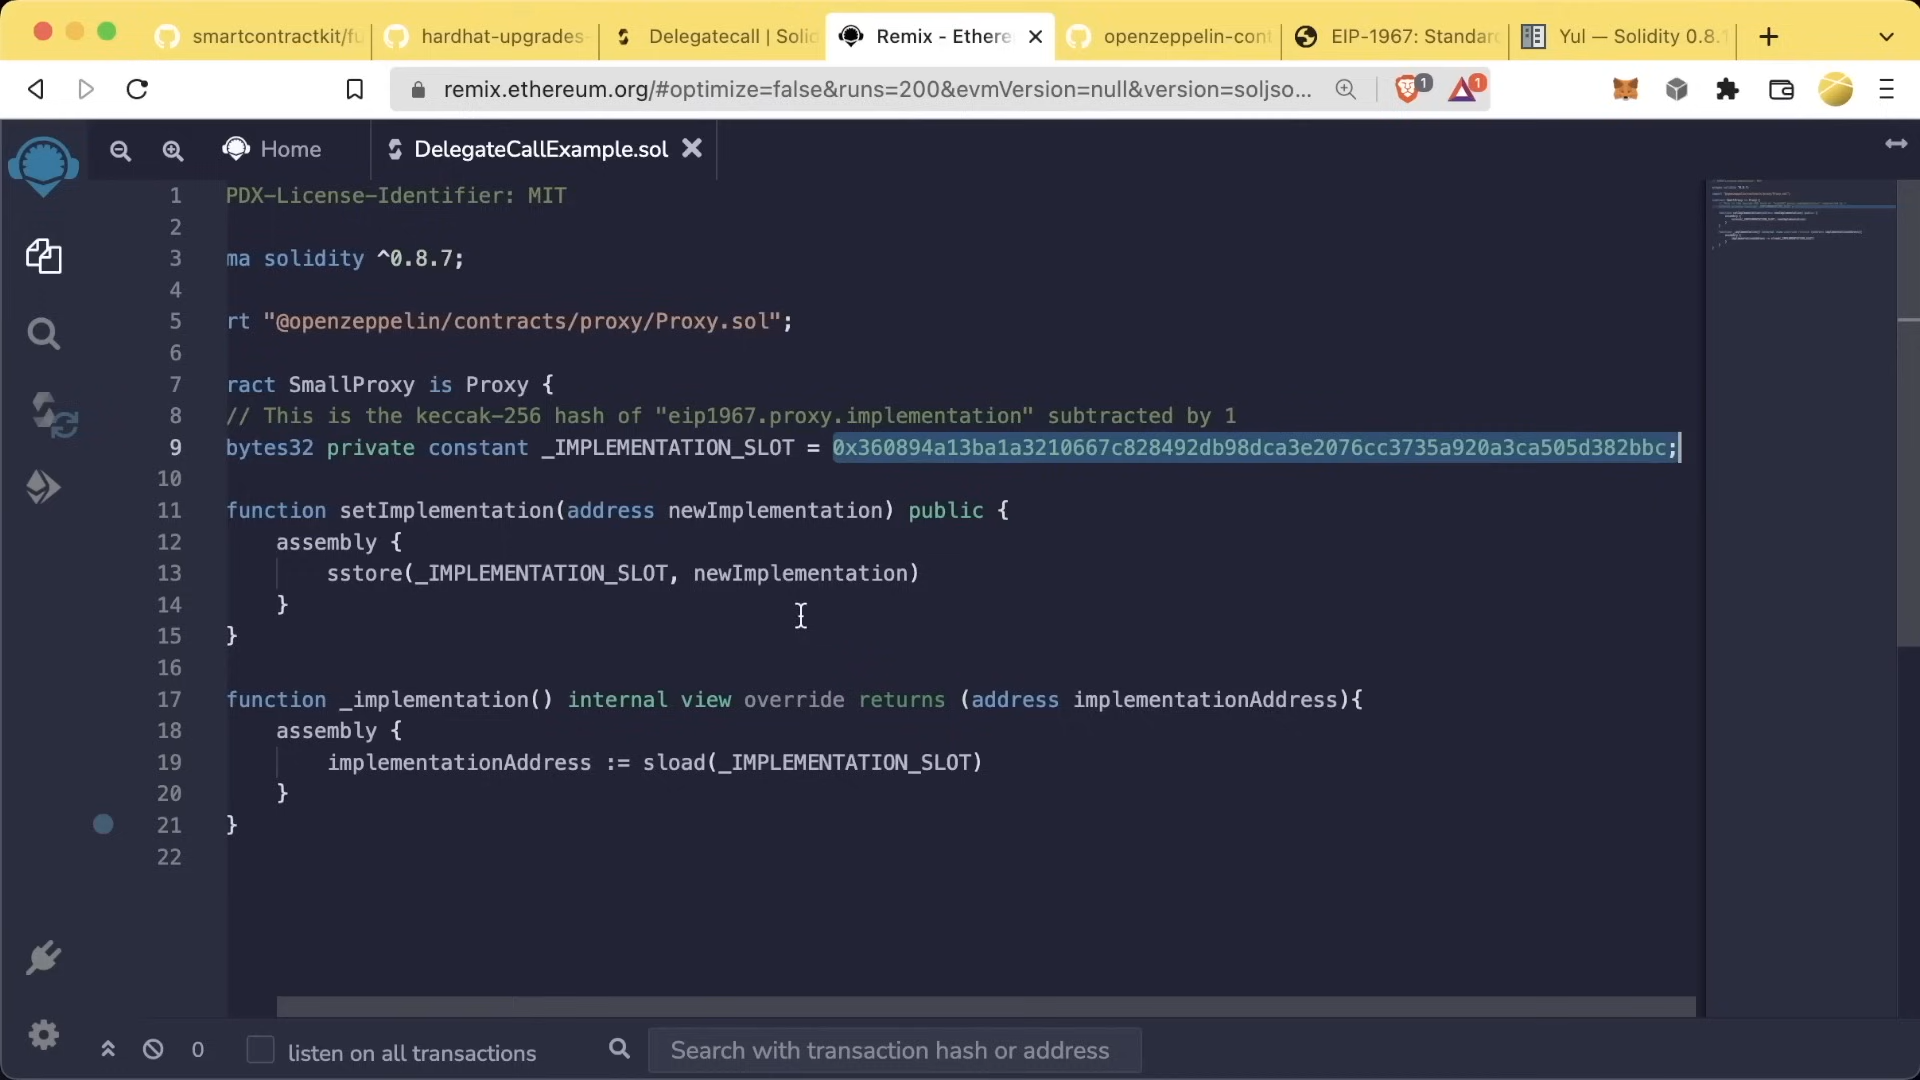 smartcontractkit/fu
hardhat-upgrades-
Delegatecall | Solid
Remix - Ethere
openzeppelin-cont
EIP-1967: Standard
Yul — Solidity 0.8.1
remix.ethereum.org/#optimize=false&runs=200&evmVersion=null&version=soljso...
1
1
Home
DelegateCallExample.sol
1 PDX-License-Identifier: MIT
2
3 ma solidity ^0.8.7;
4
5 rt "@openzeppelin/contracts/proxy/Proxy.sol";
6
7 ract SmallProxy is Proxy {
8 // This is the keccak-256 hash of "eip1967.proxy.implementation" subtracted by 1
9 bytes32 private constant _IMPLEMENTATION_SLOT = 0x360894a13ba1a3210667c828492db98dca3e2076cc3735a920a3ca505d382bbc;
10
11 function setImplementation(address newImplementation) public {
12 assembly {
13 sstore(_IMPLEMENTATION_SLOT, newImplementation)
14 }
15 }
16
17 function _implementation() internal view override returns (address implementationAddress){
18 assembly {
19 implementationAddress := sload(_IMPLEMENTATION_SLOT)
20 }
21 }
22
0
listen on all transactions
Search with transaction hash or address